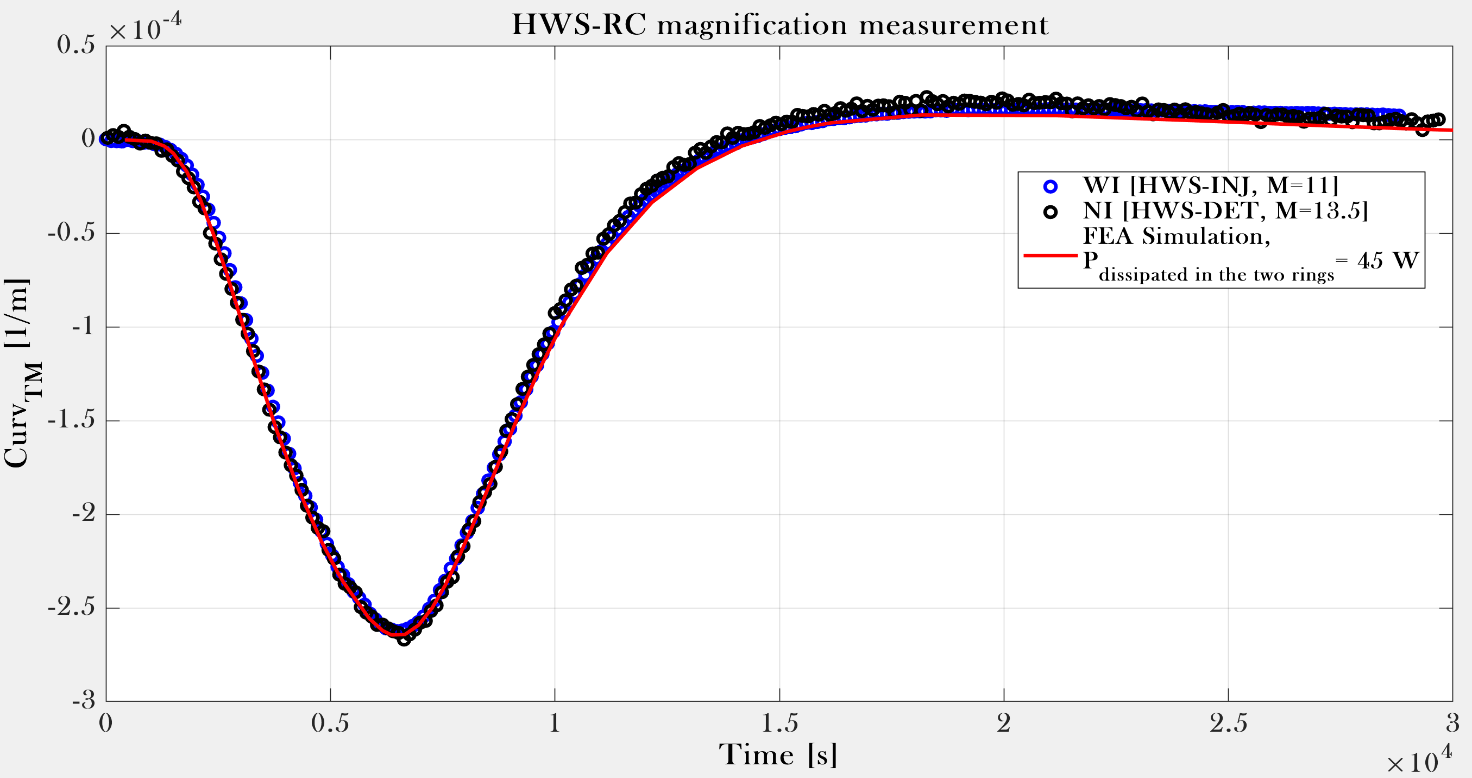 HWS-RC magnification measurement
×10⁻⁴
0.5
0
-0.5
-1
-1.5
-2
-2.5
-3
Curv_TM [1/m]
WI [HWS-INJ, M=11]
NI [HWS-DET, M=13.5]
FEA Simulation,
P_dissipated in the two rings = 45 W
0 0.5 1 1.5 2 2.5 3
Time [s]
×10⁴